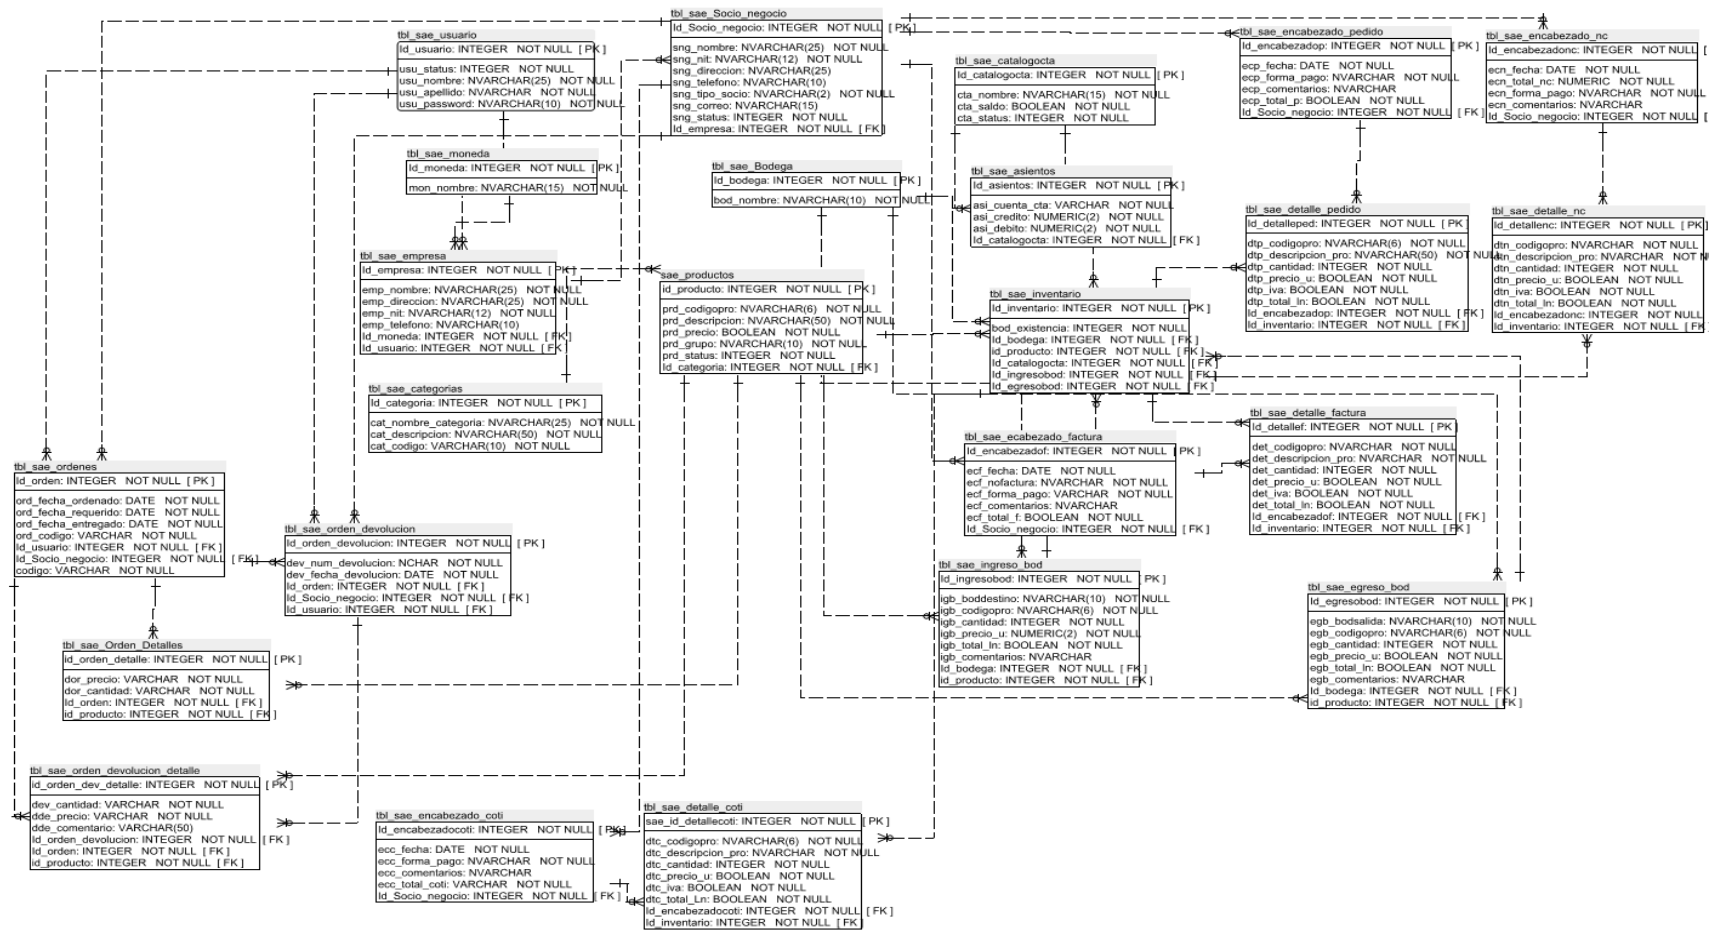 tbl_sae_Socio_negocio
Id_Socio_negocio: INTEGER NOT NULL [ PK ]
sng_nombre: NVARCHAR(25) NOT NULL
sng_nit: NVARCHAR(12) NOT NULL
sng_direccion: NVARCHAR(25)
sng_telefono: NVARCHAR(10)
sng_tipo_socio: NVARCHAR(2) NOT NULL
sng_correo: NVARCHAR(15)
sng_status: INTEGER NOT NULL
Id_empresa: INTEGER NOT NULL [ FK ]
tbl_sae_usuario
Id_usuario: INTEGER NOT NULL [ PK ]
usu_status: INTEGER NOT NULL
usu_nombre: NVARCHAR(25) NOT NULL
usu_apellido: NVARCHAR NOT NULL
usu_password: NVARCHAR(10) NOT NULL
tbl_sae_encabezado_pedido
Id_encabezadop: INTEGER NOT NULL [ PK ]
ecp_fecha: DATE NOT NULL
ecp_forma_pago: NVARCHAR NOT NULL
ecp_comentarios: NVARCHAR
ecp_total_p: BOOLEAN NOT NULL
Id_Socio_negocio: INTEGER NOT NULL [ FK ]
tbl_sae_encabezado_nc
Id_encabezadonc: INTEGER NOT NULL [
ecn_fecha: DATE NOT NULL
ecn_total_nc: NUMERIC NOT NULL
ecn_forma_pago: NVARCHAR NOT NULL
ecn_comentarios: NVARCHAR
Id_Socio_negocio: INTEGER NOT NULL [
tbl_sae_catalogocta
Id_catalogocta: INTEGER NOT NULL [ PK ]
cta_nombre: NVARCHAR(15) NOT NULL
cta_saldo: BOOLEAN NOT NULL
cta_status: INTEGER NOT NULL
tbl_sae_moneda
Id_moneda: INTEGER NOT NULL [ PK ]
mon_nombre: NVARCHAR(15) NOT NULL
tbl_sae_Bodega
Id_bodega: INTEGER NOT NULL [ PK ]
bod_nombre: NVARCHAR(10) NOT NULL
tbl_sae_asientos
Id_asientos: INTEGER NOT NULL [ PK ]
asi_cuenta_cta: VARCHAR NOT NULL
asi_credito: NUMERIC(2) NOT NULL
asi_debito: NUMERIC(2) NOT NULL
Id_catalogocta: INTEGER NOT NULL [ FK ]
tbl_sae_detalle_pedido
Id_detalleped: INTEGER NOT NULL [ PK ]
dtp_codigopro: NVARCHAR(6) NOT NULL
dtp_descripcion_pro: NVARCHAR(50) NOT NULL
dtp_cantidad: INTEGER NOT NULL
dtp_precio_u: BOOLEAN NOT NULL
dtp_iva: BOOLEAN NOT NULL
dtp_total_ln: BOOLEAN NOT NULL
Id_encabezadop: INTEGER NOT NULL [ FK ]
Id_inventario: INTEGER NOT NULL [ FK ]
tbl_sae_detalle_nc
Id_detallenc: INTEGER NOT NULL [ PK ]
dtn_codigopro: NVARCHAR NOT NULL
dtn_descripcion_pro: NVARCHAR NOT N
dtn_cantidad: INTEGER NOT NULL
dtn_precio_u: BOOLEAN NOT NULL
dtn_iva: BOOLEAN NOT NULL
dtn_total_ln: BOOLEAN NOT NULL
Id_encabezadonc: INTEGER NOT NULL [
Id_inventario: INTEGER NOT NULL [ FK
tbl_sae_empresa
Id_empresa: INTEGER NOT NULL [ PK ]
emp_nombre: NVARCHAR(25) NOT NULL
emp_direccion: NVARCHAR(25) NOT NULL
emp_nit: NVARCHAR(12) NOT NULL
emp_telefono: NVARCHAR(10)
Id_moneda: INTEGER NOT NULL [ FK ]
Id_usuario: INTEGER NOT NULL [ FK ]
sae_productos
id_producto: INTEGER NOT NULL [ PK ]
prd_codigopro: NVARCHAR(6) NOT NULL
prd_descripcion: NVARCHAR(50) NOT NULL
prd_precio: BOOLEAN NOT NULL
prd_grupo: NVARCHAR(10) NOT NULL
prd_status: INTEGER NOT NULL
Id_categoria: INTEGER NOT NULL [ FK ]
tbl_sae_inventario
Id_inventario: INTEGER NOT NULL [ PK ]
bod_existencia: INTEGER NOT NULL
Id_bodega: INTEGER NOT NULL [ FK ]
id_producto: INTEGER NOT NULL [ FK ]
Id_catalogocta: INTEGER NOT NULL [ FK ]
Id_ingresobod: INTEGER NOT NULL [ FK ]
Id_egresobod: INTEGER NOT NULL [ FK ]
tbl_sae_categorias
Id_categoria: INTEGER NOT NULL [ PK ]
cat_nombre_categoria: NVARCHAR(25) NOT NULL
cat_descripcion: NVARCHAR(50) NOT NULL
cat_codigo: VARCHAR(10) NOT NULL
tbl_sae_ecabezado_factura
Id_encabezadof: INTEGER NOT NULL [ PK ]
ecf_fecha: DATE NOT NULL
ecf_nofactura: NVARCHAR NOT NULL
ecf_forma_pago: VARCHAR NOT NULL
ecf_comentarios: NVARCHAR
ecf_total_f: BOOLEAN NOT NULL
Id_Socio_negocio: INTEGER NOT NULL [ FK ]
tbl_sae_detalle_factura
Id_detallef: INTEGER NOT NULL [ PK ]
det_codigopro: NVARCHAR NOT NULL
det_descripcion_pro: NVARCHAR NOT NULL
det_cantidad: INTEGER NOT NULL
det_precio_u: BOOLEAN NOT NULL
det_iva: BOOLEAN NOT NULL
det_total_ln: BOOLEAN NOT NULL
Id_encabezadof: INTEGER NOT NULL [ FK ]
Id_inventario: INTEGER NOT NULL [ FK ]
tbl_sae_ordenes
Id_orden: INTEGER NOT NULL [ PK ]
ord_fecha_ordenado: DATE NOT NULL
ord_fecha_requerido: DATE NOT NULL
ord_fecha_entregado: DATE NOT NULL
ord_codigo: VARCHAR NOT NULL
Id_usuario: INTEGER NOT NULL [ FK ]
Id_Socio_negocio: INTEGER NOT NULL [ FK ]
codigo: VARCHAR NOT NULL
tbl_sae_orden_devolucion
Id_orden_devolucion: INTEGER NOT NULL [ PK ]
dev_num_devolucion: NCHAR NOT NULL
dev_fecha_devolucion: DATE NOT NULL
Id_orden: INTEGER NOT NULL [ FK ]
Id_Socio_negocio: INTEGER NOT NULL [ FK ]
Id_usuario: INTEGER NOT NULL [ FK ]
tbl_sae_ingreso_bod
Id_ingresobod: INTEGER NOT NULL [ PK ]
igb_boddestino: NVARCHAR(10) NOT NULL
igb_codigopro: NVARCHAR(6) NOT NULL
igb_cantidad: INTEGER NOT NULL
igb_precio_u: NUMERIC(2) NOT NULL
igb_total_ln: BOOLEAN NOT NULL
igb_comentarios: NVARCHAR
Id_bodega: INTEGER NOT NULL [ FK ]
id_producto: INTEGER NOT NULL [ FK ]
tbl_sae_egreso_bod
Id_egresobod: INTEGER NOT NULL [ PK ]
egb_bodsalida: NVARCHAR(10) NOT NULL
egb_codigopro: NVARCHAR(6) NOT NULL
egb_cantidad: INTEGER NOT NULL
egb_precio_u: BOOLEAN NOT NULL
egb_total_ln: BOOLEAN NOT NULL
egb_comentarios: NVARCHAR
Id_bodega: INTEGER NOT NULL [ FK ]
id_producto: INTEGER NOT NULL [ FK ]
tbl_sae_Orden_Detalles
id_orden_detalle: INTEGER NOT NULL [ PK ]
dor_precio: VARCHAR NOT NULL
dor_cantidad: VARCHAR NOT NULL
Id_orden: INTEGER NOT NULL [ FK ]
id_producto: INTEGER NOT NULL [ FK ]
tbl_sae_orden_devolucion_detalle
id_orden_dev_detalle: INTEGER NOT NULL [ PK ]
dev_cantidad: VARCHAR NOT NULL
dde_precio: VARCHAR NOT NULL
dde_comentario: VARCHAR(50)
Id_orden_devolucion: INTEGER NOT NULL [ FK ]
Id_orden: INTEGER NOT NULL [ FK ]
id_producto: INTEGER NOT NULL [ FK ]
tbl_sae_encabezado_coti
Id_encabezadocoti: INTEGER NOT NULL [ PK ]
ecc_fecha: DATE NOT NULL
ecc_forma_pago: NVARCHAR NOT NULL
ecc_comentarios: NVARCHAR
ecc_total_coti: VARCHAR NOT NULL
Id_Socio_negocio: INTEGER NOT NULL [ FK ]
tbl_sae_detalle_coti
sae_id_detallecoti: INTEGER NOT NULL [ PK ]
dtc_codigopro: NVARCHAR(6) NOT NULL
dtc_descripcion_pro: NVARCHAR NOT NULL
dtc_cantidad: INTEGER NOT NULL
dtc_precio_u: BOOLEAN NOT NULL
dtc_iva: BOOLEAN NOT NULL
dtc_total_Ln: BOOLEAN NOT NULL
Id_encabezadocoti: INTEGER NOT NULL [ FK ]
Id_inventario: INTEGER NOT NULL [ FK ]